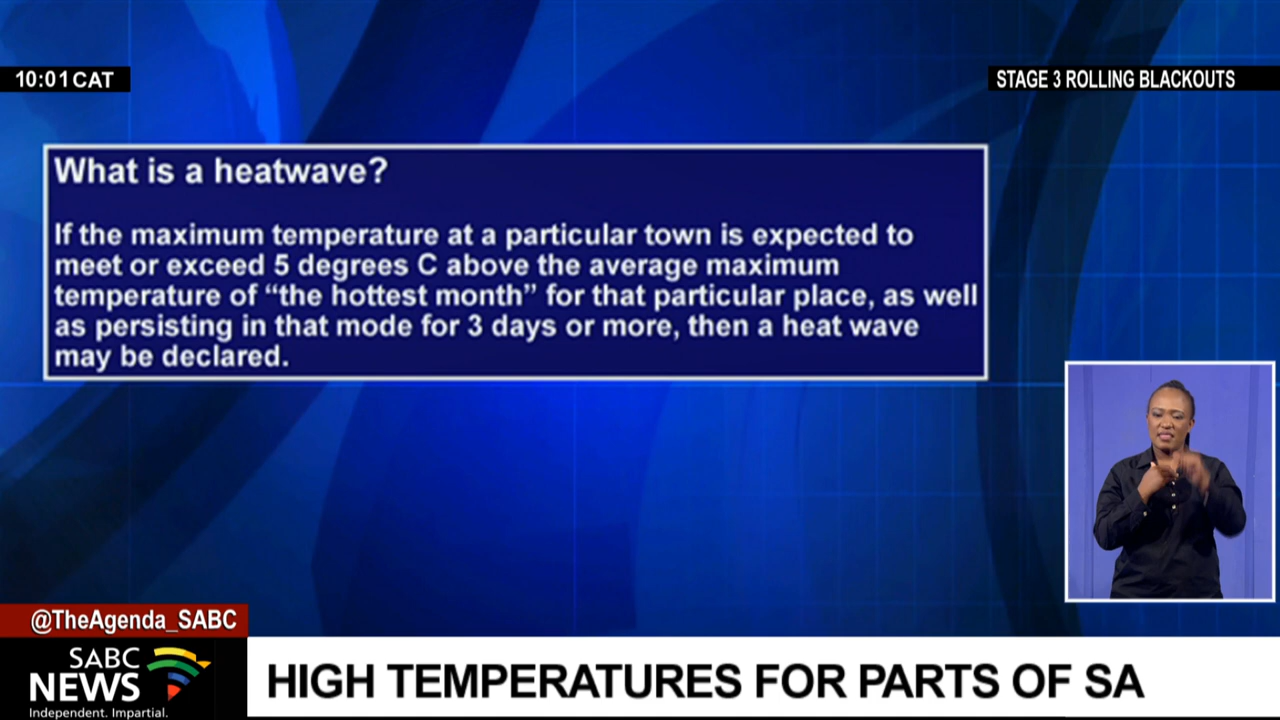 10:01 CAT
STAGE 3 ROLLING BLACKOUTS
What is a heatwave?
If the maximum temperature at a particular town is expected to
meet or exceed 5 degrees C above the average maximum
temperature of “the hottest month” for that particular place, as well
as persisting in that mode for 3 days or more, then a heat wave
may be declared.
@TheAgenda_SABC
SABC
NEWS
Independent. Impartial.
HIGH TEMPERATURES FOR PARTS OF SA